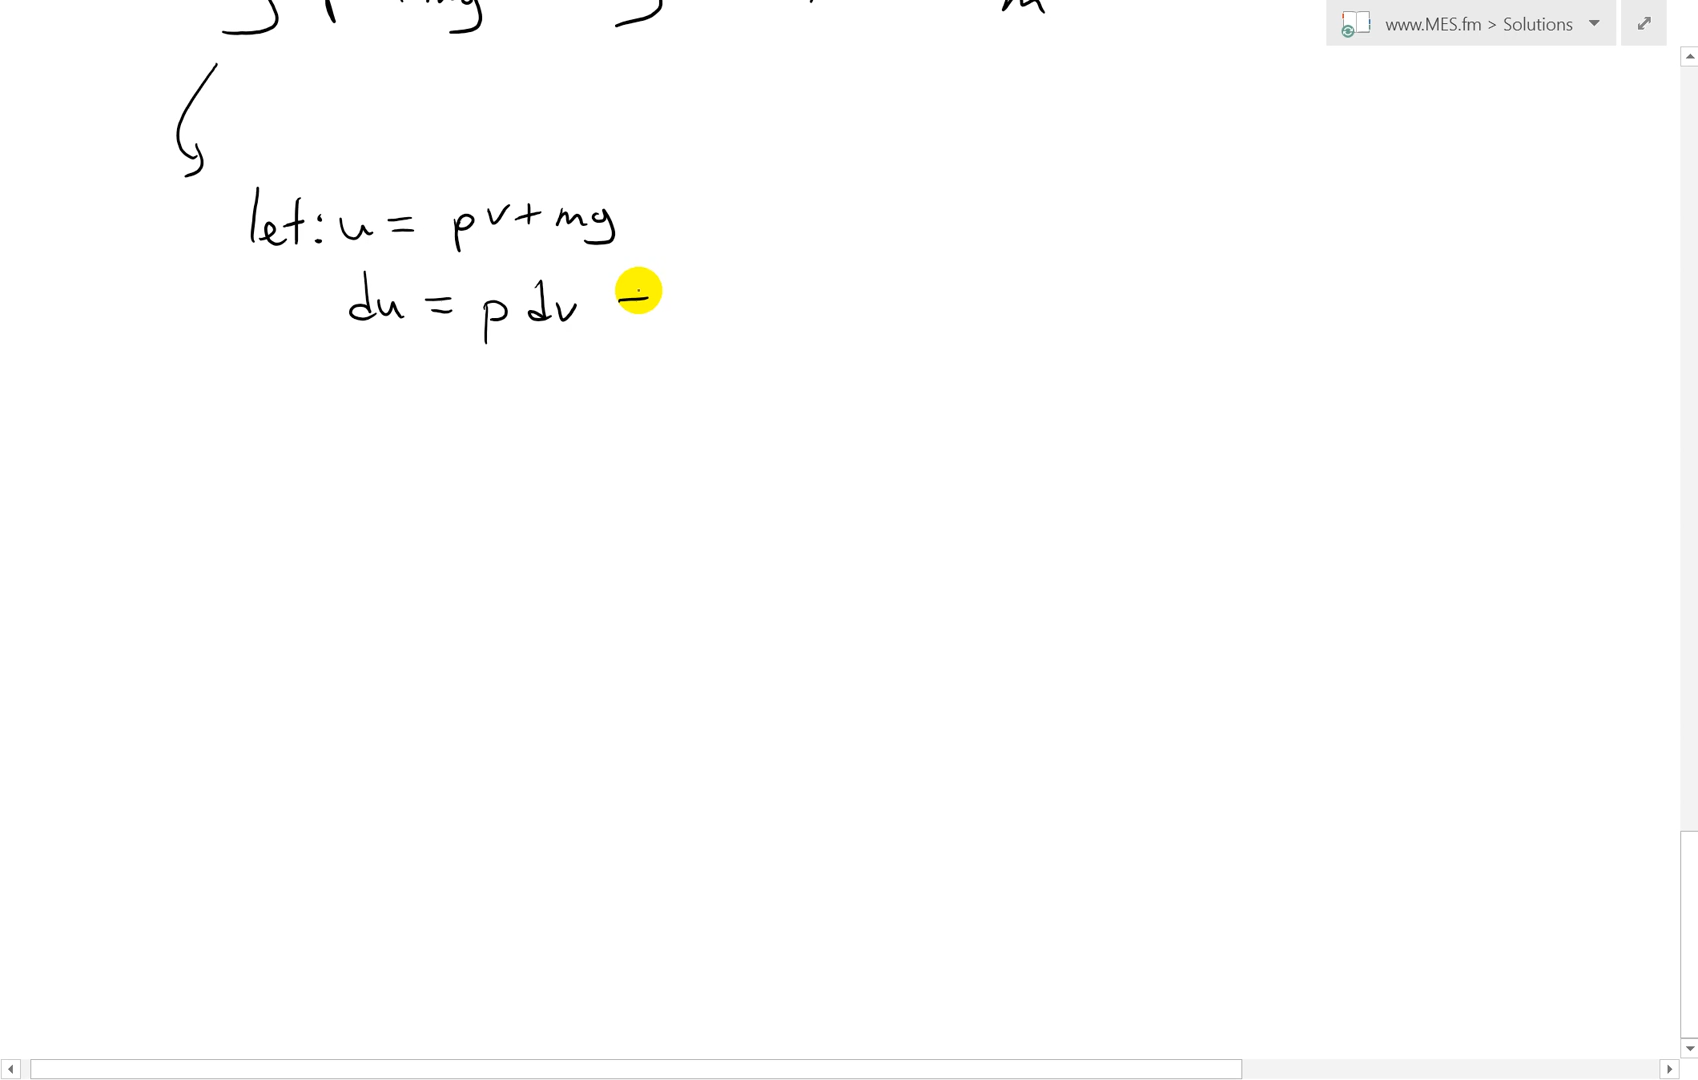 www.MES.fm > Solutions
let: u = pv + mg
du = p dv